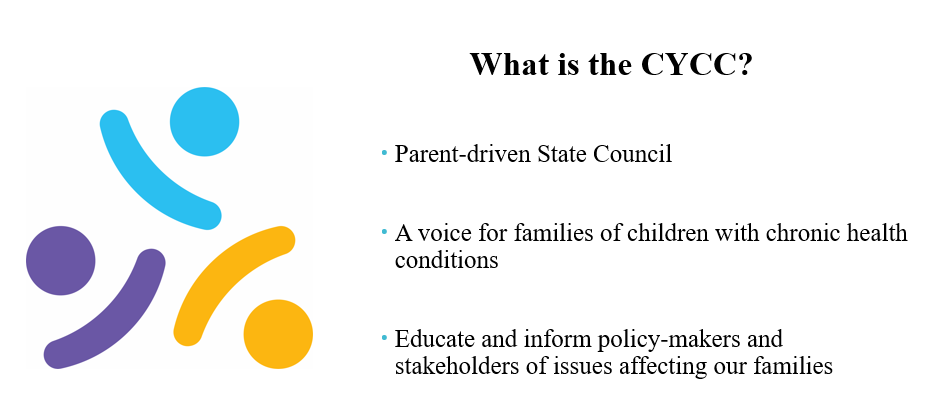 What is the CYCC?
• Parent-driven State Council
• A voice for families of children with chronic health
conditions
• Educate and inform policy-makers and
stakeholders of issues affecting our families